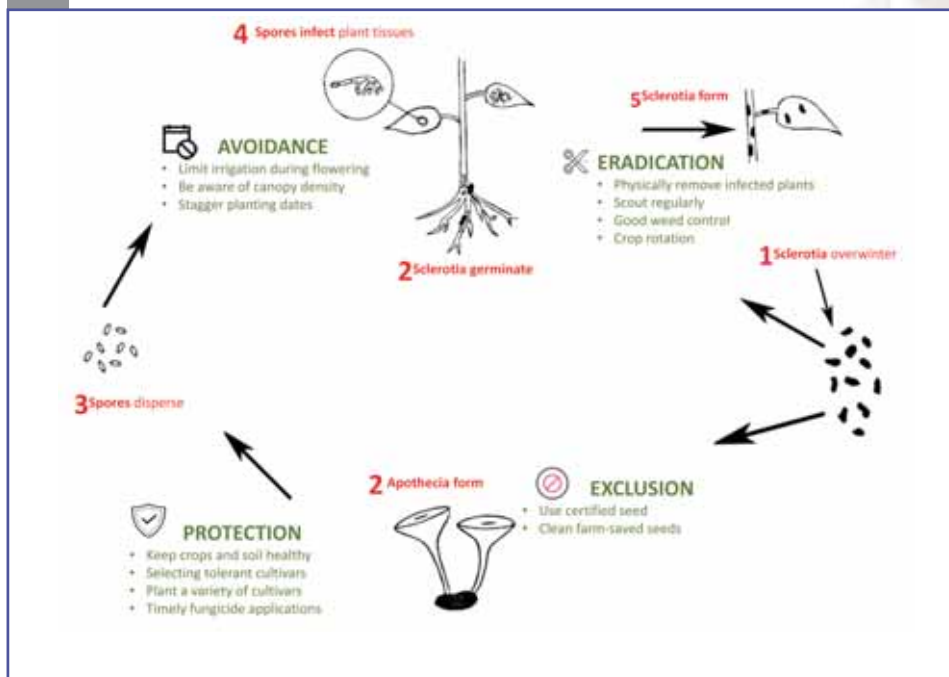 4 Spores infect plant tissues
5 Sclerotia form
AVOIDANCE
• Limit irrigation during flowering
• Be aware of canopy density
• Stagger planting dates
ERADICATION
• Physically remove infected plants
• Scout regularly
• Good weed control
• Crop rotation
2 Sclerotia germinate
1 Sclerotia overwinter
3 Spores disperse
2 Apothecia form
EXCLUSION
• Use certified seed
• Clean farm-saved seeds
PROTECTION
• Keep crops and soil healthy
• Selecting tolerant cultivars
• Plant a variety of cultivars
• Timely fungicide applications